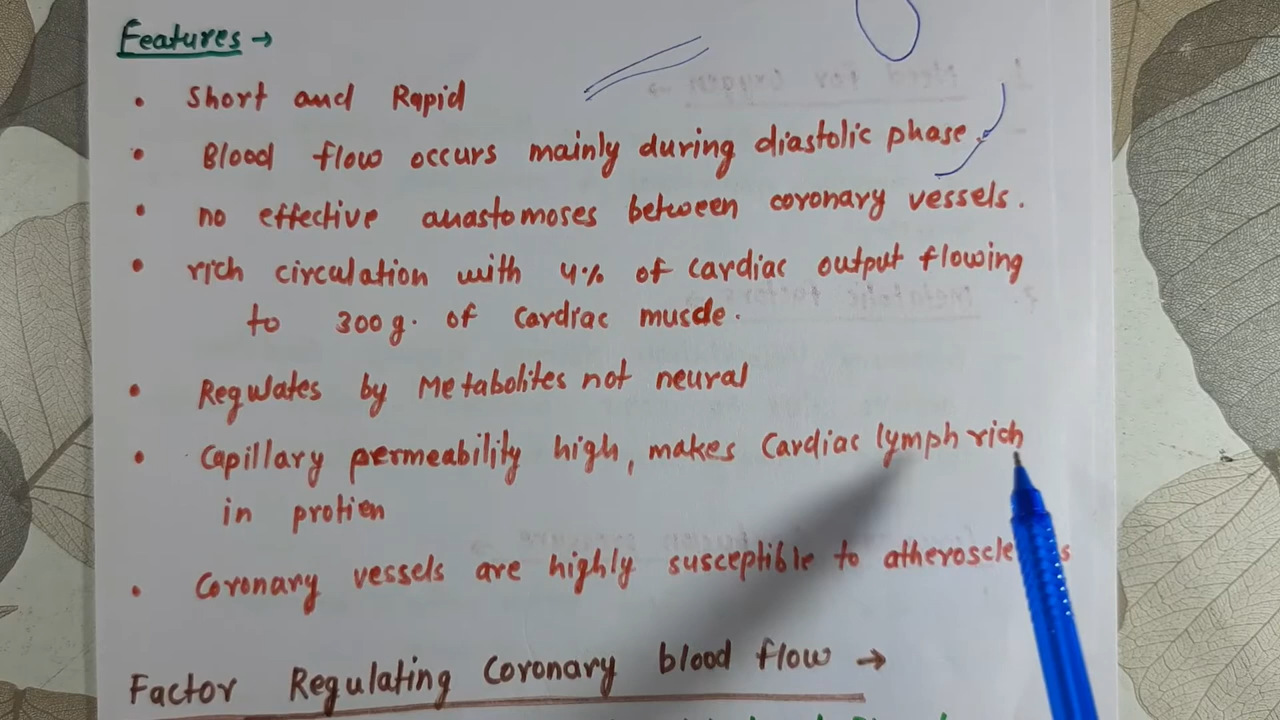 Features →
• Short and Rapid
• Blood flow occurs mainly during diastolic phase
• no effective anastomoses between coronary vessels.
• rich circulation with 4% of cardiac output flowing
to 300g. of cardiac muscle.
• Regulates by Metabolites not neural
• Capillary permeability high, makes Cardiac lymph rich
in protien
• Coronary vessels are highly susceptible to
Factor Regulating Coronary blood flow →